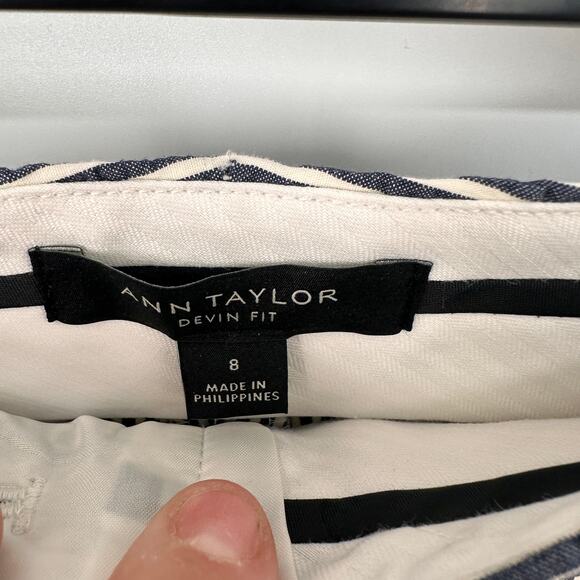 ANN TAYLOR
DEVIN FIT
8
MADE IN
PHILIPPINES